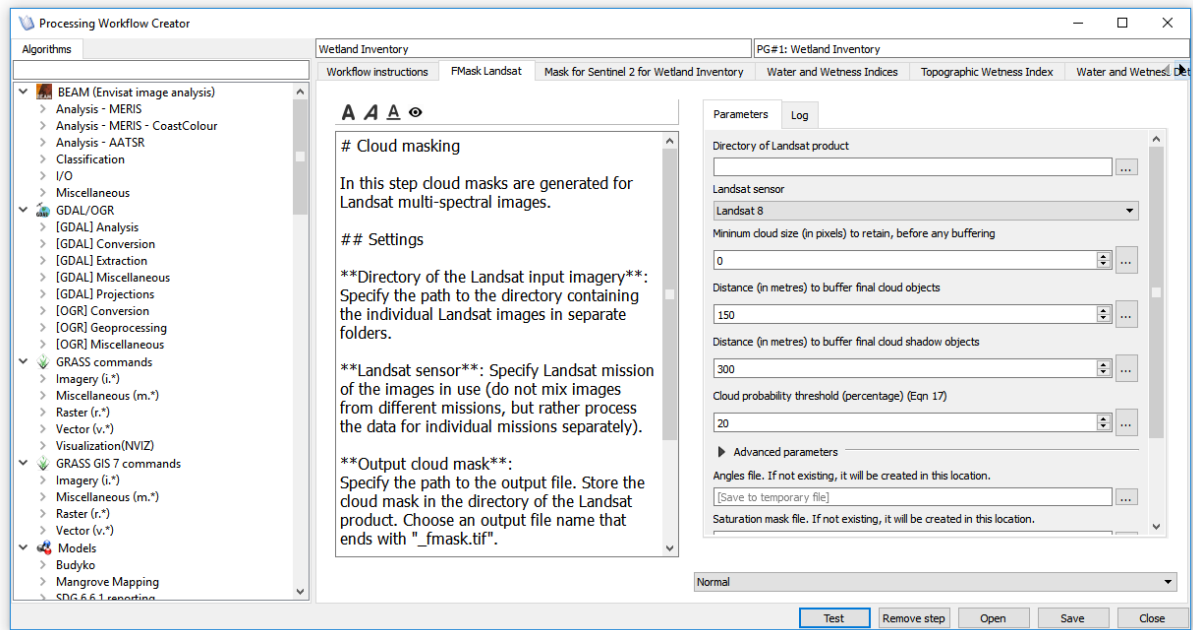 Processing Workflow Creator
Algorithms
BEAM (Envisat image analysis)
Analysis - MERIS
Analysis - MERIS - CoastColour
Analysis - AATSR
Classification
I/O
Miscellaneous
GDAL/OGR
[GDAL] Analysis
[GDAL] Conversion
[GDAL] Extraction
[GDAL] Miscellaneous
[GDAL] Projections
[OGR] Conversion
[OGR] Geoprocessing
[OGR] Miscellaneous
GRASS commands
Imagery (i.*)
Miscellaneous (m.*)
Raster (r.*)
Vector (v.*)
Visualization(NVIZ)
GRASS GIS 7 commands
Imagery (i.*)
Miscellaneous (m.*)
Raster (r.*)
Vector (v.*)
Models
Budyko
Mangrove Mapping
SDG 6.6.1 reporting
Wetland Inventory
PG#1: Wetland Inventory
Workflow instructions
FMask Landsat
Mask for Sentinel 2 for Wetland Inventory
Water and Wetness Indices
Topographic Wetness Index
Water and Wetness Det
A A A
# Cloud masking
In this step cloud masks are generated for
Landsat multi-spectral images.
## Settings
**Directory of the Landsat input imagery**:
Specify the path to the directory containing
the individual Landsat images in separate
folders.
**Landsat sensor**: Specify Landsat mission
of the images in use (do not mix images
from different missions, but rather process
the data for individual missions separately).
**Output cloud mask**:
Specify the path to the output file. Store the
cloud mask in the directory of the Landsat
product. Choose an output file name that
ends with "_fmask.tif".
Parameters
Log
Directory of Landsat product
...
Landsat sensor
Landsat 8
Mininum cloud size (in pixels) to retain, before any buffering
0
...
Distance (in metres) to buffer final cloud objects
150
...
Distance (in metres) to buffer final cloud shadow objects
300
...
Cloud probability threshold (percentage) (Eqn 17)
20
...
Advanced parameters
Angles file. If not existing, it will be created in this location.
[Save to temporary file]
...
Saturation mask file. If not existing, it will be created in this location.
Normal
Test
Remove step
Open
Save
Close